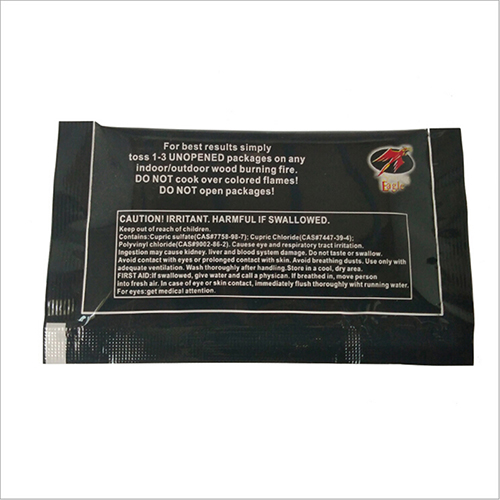 For best results simply
toss 1-3 UNOPENED packages on any
indoor/outdoor wood burning fire.
DO NOT cook over colored flames!
DO NOT open packages!
Eagle
CAUTION! IRRITANT. HARMFUL IF SWALLOWED.
Keep out of reach of children.
Contains:Cupric sulfate(CAS#7758-98-7); Cupric Chloride(CAS#7447-39-4);
Polyvinyl chloride(CAS#9002-86-2). Causese eye and respiratory tract irritation.
Ingestion may cause kidney, liver and blood system damage. Do not taste or swallow.
Avoid contact with eyes or prolonged contact with skin. Avoid breathing dusts. Use only with
adequate ventilation. Wash thoroughly after handling.Store in a cool, dry area.
FIRST AID:If swallowed, give water and call a physician. If breathed in, move person
into fresh air. In case of eye or skin contact, immediately flush thoroughly wiht running water.
For eyes:get medical attention.